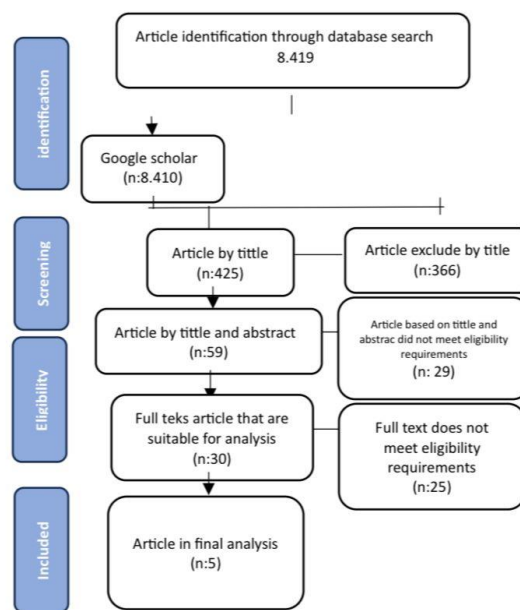 Article identification through database search
8.419
identification
Google scholar
(n:8.410)
Screening
Article by tittle
(n:425)
Article exclude by title
(n:366)
Article by tittle and abstract
(n:59)
Article based on tittle and
abstrac did not meet eligibility
requirements
(n: 29)
Eligibility
Full teks article that are
suitable for analysis
(n:30)
Full text does not
meet eligibility
requirements
(n:25)
Included
Article in final analysis
(n:5)